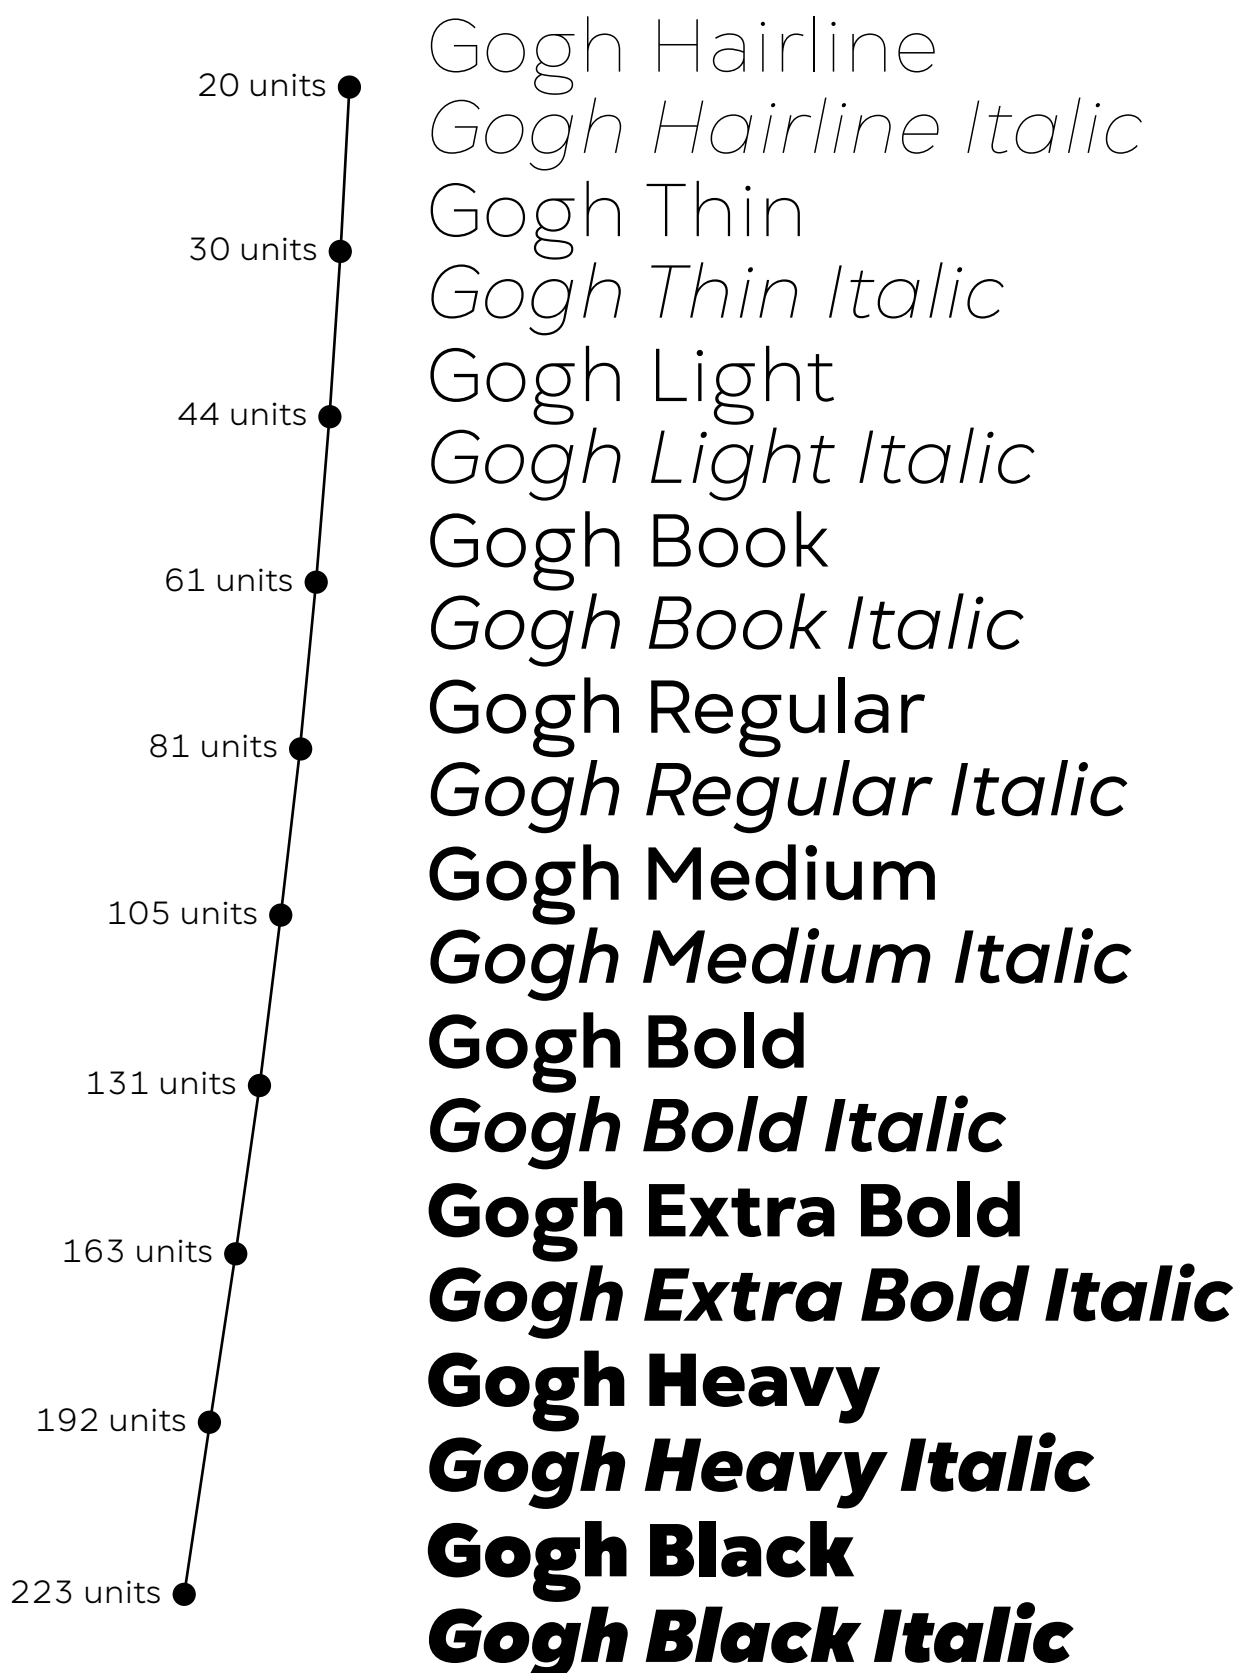 Gogh Hairline
20 units
Gogh Hairline Italic
Gogh Thin
30 units
Gogh Thin Italic
Gogh Light
44 units
Gogh Light Italic
Gogh Book
61 units
Gogh Book Italic
Gogh Regular
81 units
Gogh Regular Italic
Gogh Medium
105 units
Gogh Medium Italic
Gogh Bold
131 units
Gogh Bold Italic
Gogh Extra Bold
163 units
Gogh Extra Bold Italic
Gogh Heavy
192 units
Gogh Heavy Italic
Gogh Black
223 units
Gogh Black Italic